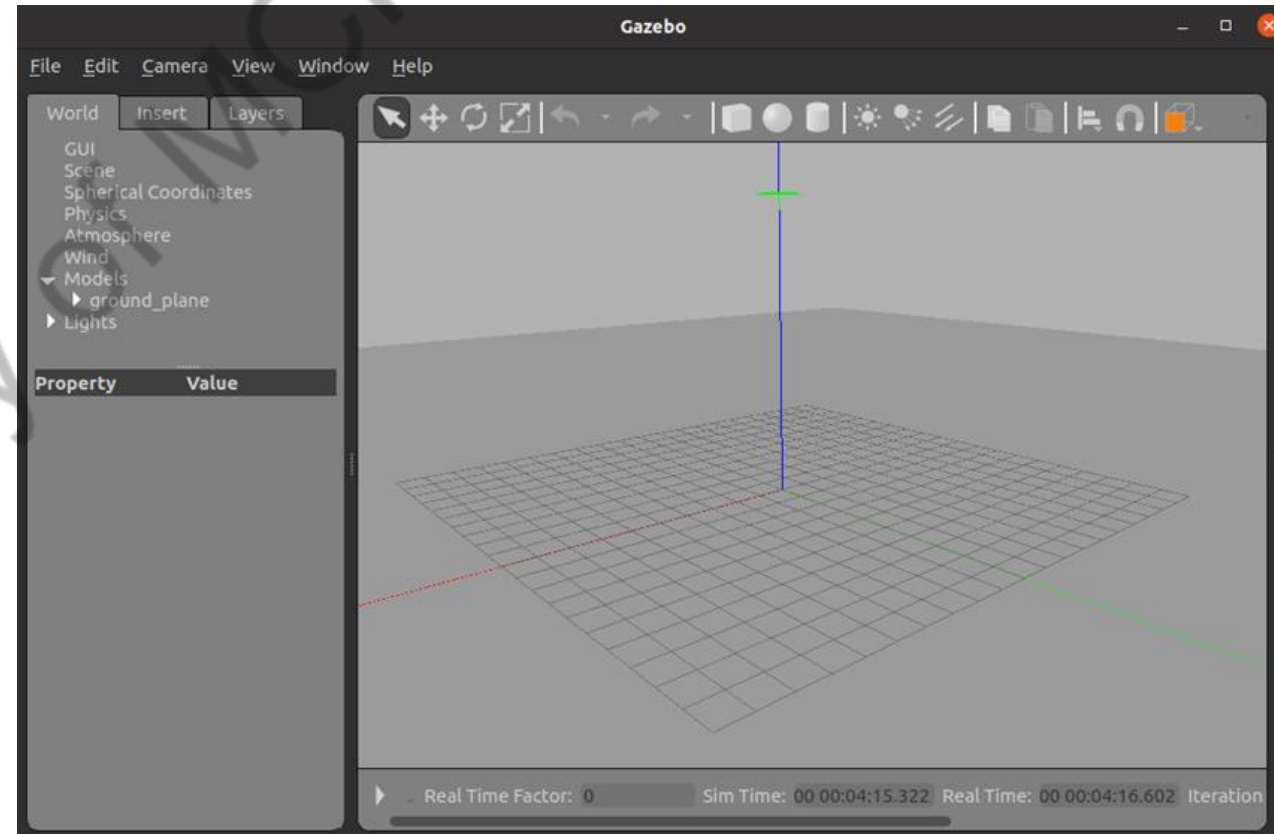 Gazebo
File Edit Camera View Window Help
World Insert Layers
GUI
Scene
Spherical Coordinates
Physics
Atmosphere
Wind
Models
ground_plane
Lights
Property Value
Real Time Factor: 0 Sim Time: 00 00:04:15.322 Real Time: 00 00:04:16.602 Iteration